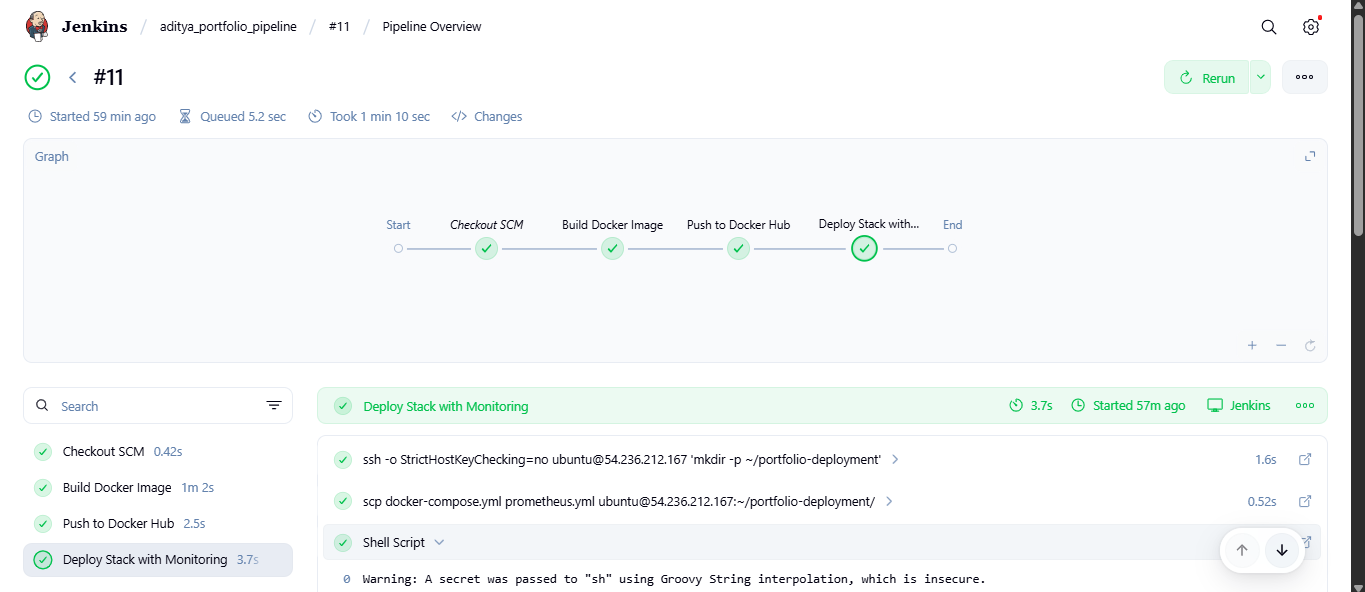 Jenkins / aditya_portfolio_pipeline / #11 / Pipeline Overview
#11
Rerun
Started 59 min ago Queued 5.2 sec Took 1 min 10 sec Changes
Graph
Start Checkout SCM Build Docker Image Push to Docker Hub Deploy Stack with... End
Search
Deploy Stack with Monitoring 3.7s Started 57m ago Jenkins
Checkout SCM 0.42s
Build Docker Image 1m 2s
Push to Docker Hub 2.5s
Deploy Stack with Monitoring 3.7s
ssh -o StrictHostKeyChecking=no ubuntu@54.236.212.167 'mkdir -p ~/portfolio-deployment' 1.6s
scp docker-compose.yml prometheus.yml ubuntu@54.236.212.167:~/portfolio-deployment/ 0.52s
Shell Script
0 Warning: A secret was passed to "sh" using Groovy String interpolation, which is insecure.